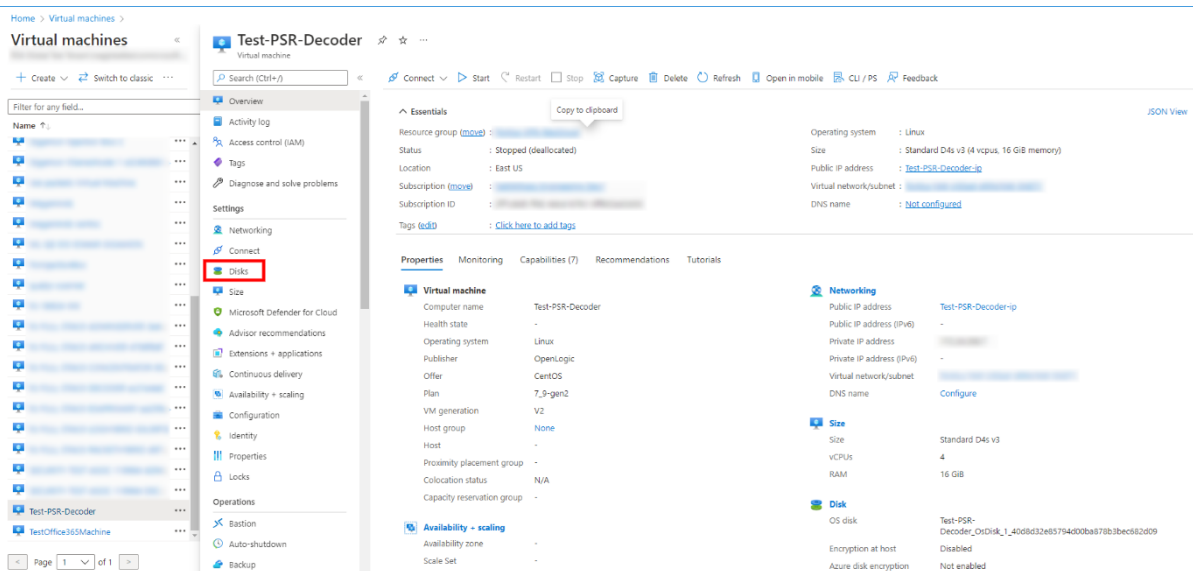 Home > Virtual machines >
Virtual machines
«
+ Create
Switch to classic
...
Filter for any field...
Name ↑↓
Test-PSR-Decoder
TestOffice365Machine
< Page 1 of 1 >
Test-PSR-Decoder
...
Virtual machine
Search (Ctrl+/)
«
Overview
Activity log
Access control (IAM)
Tags
Diagnose and solve problems
Settings
Networking
Connect
Disks
Size
Microsoft Defender for Cloud
Advisor recommendations
Extensions + applications
Continuous delivery
Availability + scaling
Configuration
Identity
Properties
Locks
Operations
Bastion
Auto-shutdown
Backup
Connect Start Restart Stop Capture Delete Refresh Open in mobile CLI / PS Feedback
Essentials
Copy to clipboard
JSON View
Resource group (move) :
Status : Stopped (deallocated)
Location : East US
Subscription (move) :
Subscription ID :
Tags (edit) : Click here to add tags
Operating system : Linux
Size : Standard D4s v3 (4 vcpus, 16 GiB memory)
Public IP address : Test-PSR-Decoder-ip
Virtual network/subnet :
DNS name : Not configured
Properties Monitoring Capabilities (7) Recommendations Tutorials
Virtual machine
Computer name Test-PSR-Decoder
Health state -
Operating system Linux
Publisher OpenLogic
Offer CentOS
Plan 7_9-gen2
VM generation V2
Host group None
Host -
Proximity placement group -
Colocation status N/A
Capacity reservation group -
Availability + scaling
Availability zone -
Scale Set -
Networking
Public IP address Test-PSR-Decoder-ip
Public IP address (IPv6) -
Private IP address
Private IP address (IPv6) -
Virtual network/subnet
DNS name Configure
Size
Size Standard D4s v3
vCPUs 4
RAM 16 GiB
Disk
OS disk Test-PSR-
Decoder_OsDisk_1_40d8d32e85794d00ba878b3bec682d09
Encryption at host Disabled
Azure disk encryption Not enabled